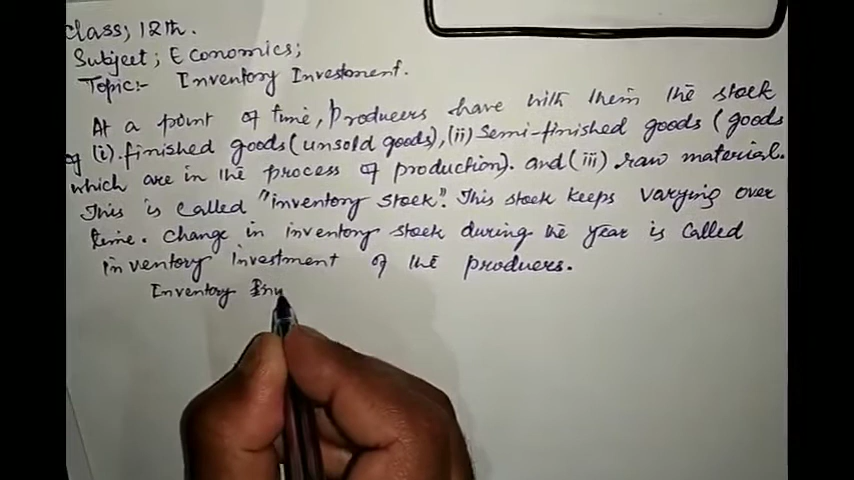 Class; 12th.
Subject; Economics;
Topic:- Inventory Investment.
At a point of time, producers have with them the stock
of (i). finished goods (unsold goods), (ii) Semi-finished goods (goods
which are in the process of production). and (iii) raw material.
This is called "inventory stock". This stock keeps varying over
time. Change in inventory stock during the year is called
inventory investment of the producers.
Inventory Inv